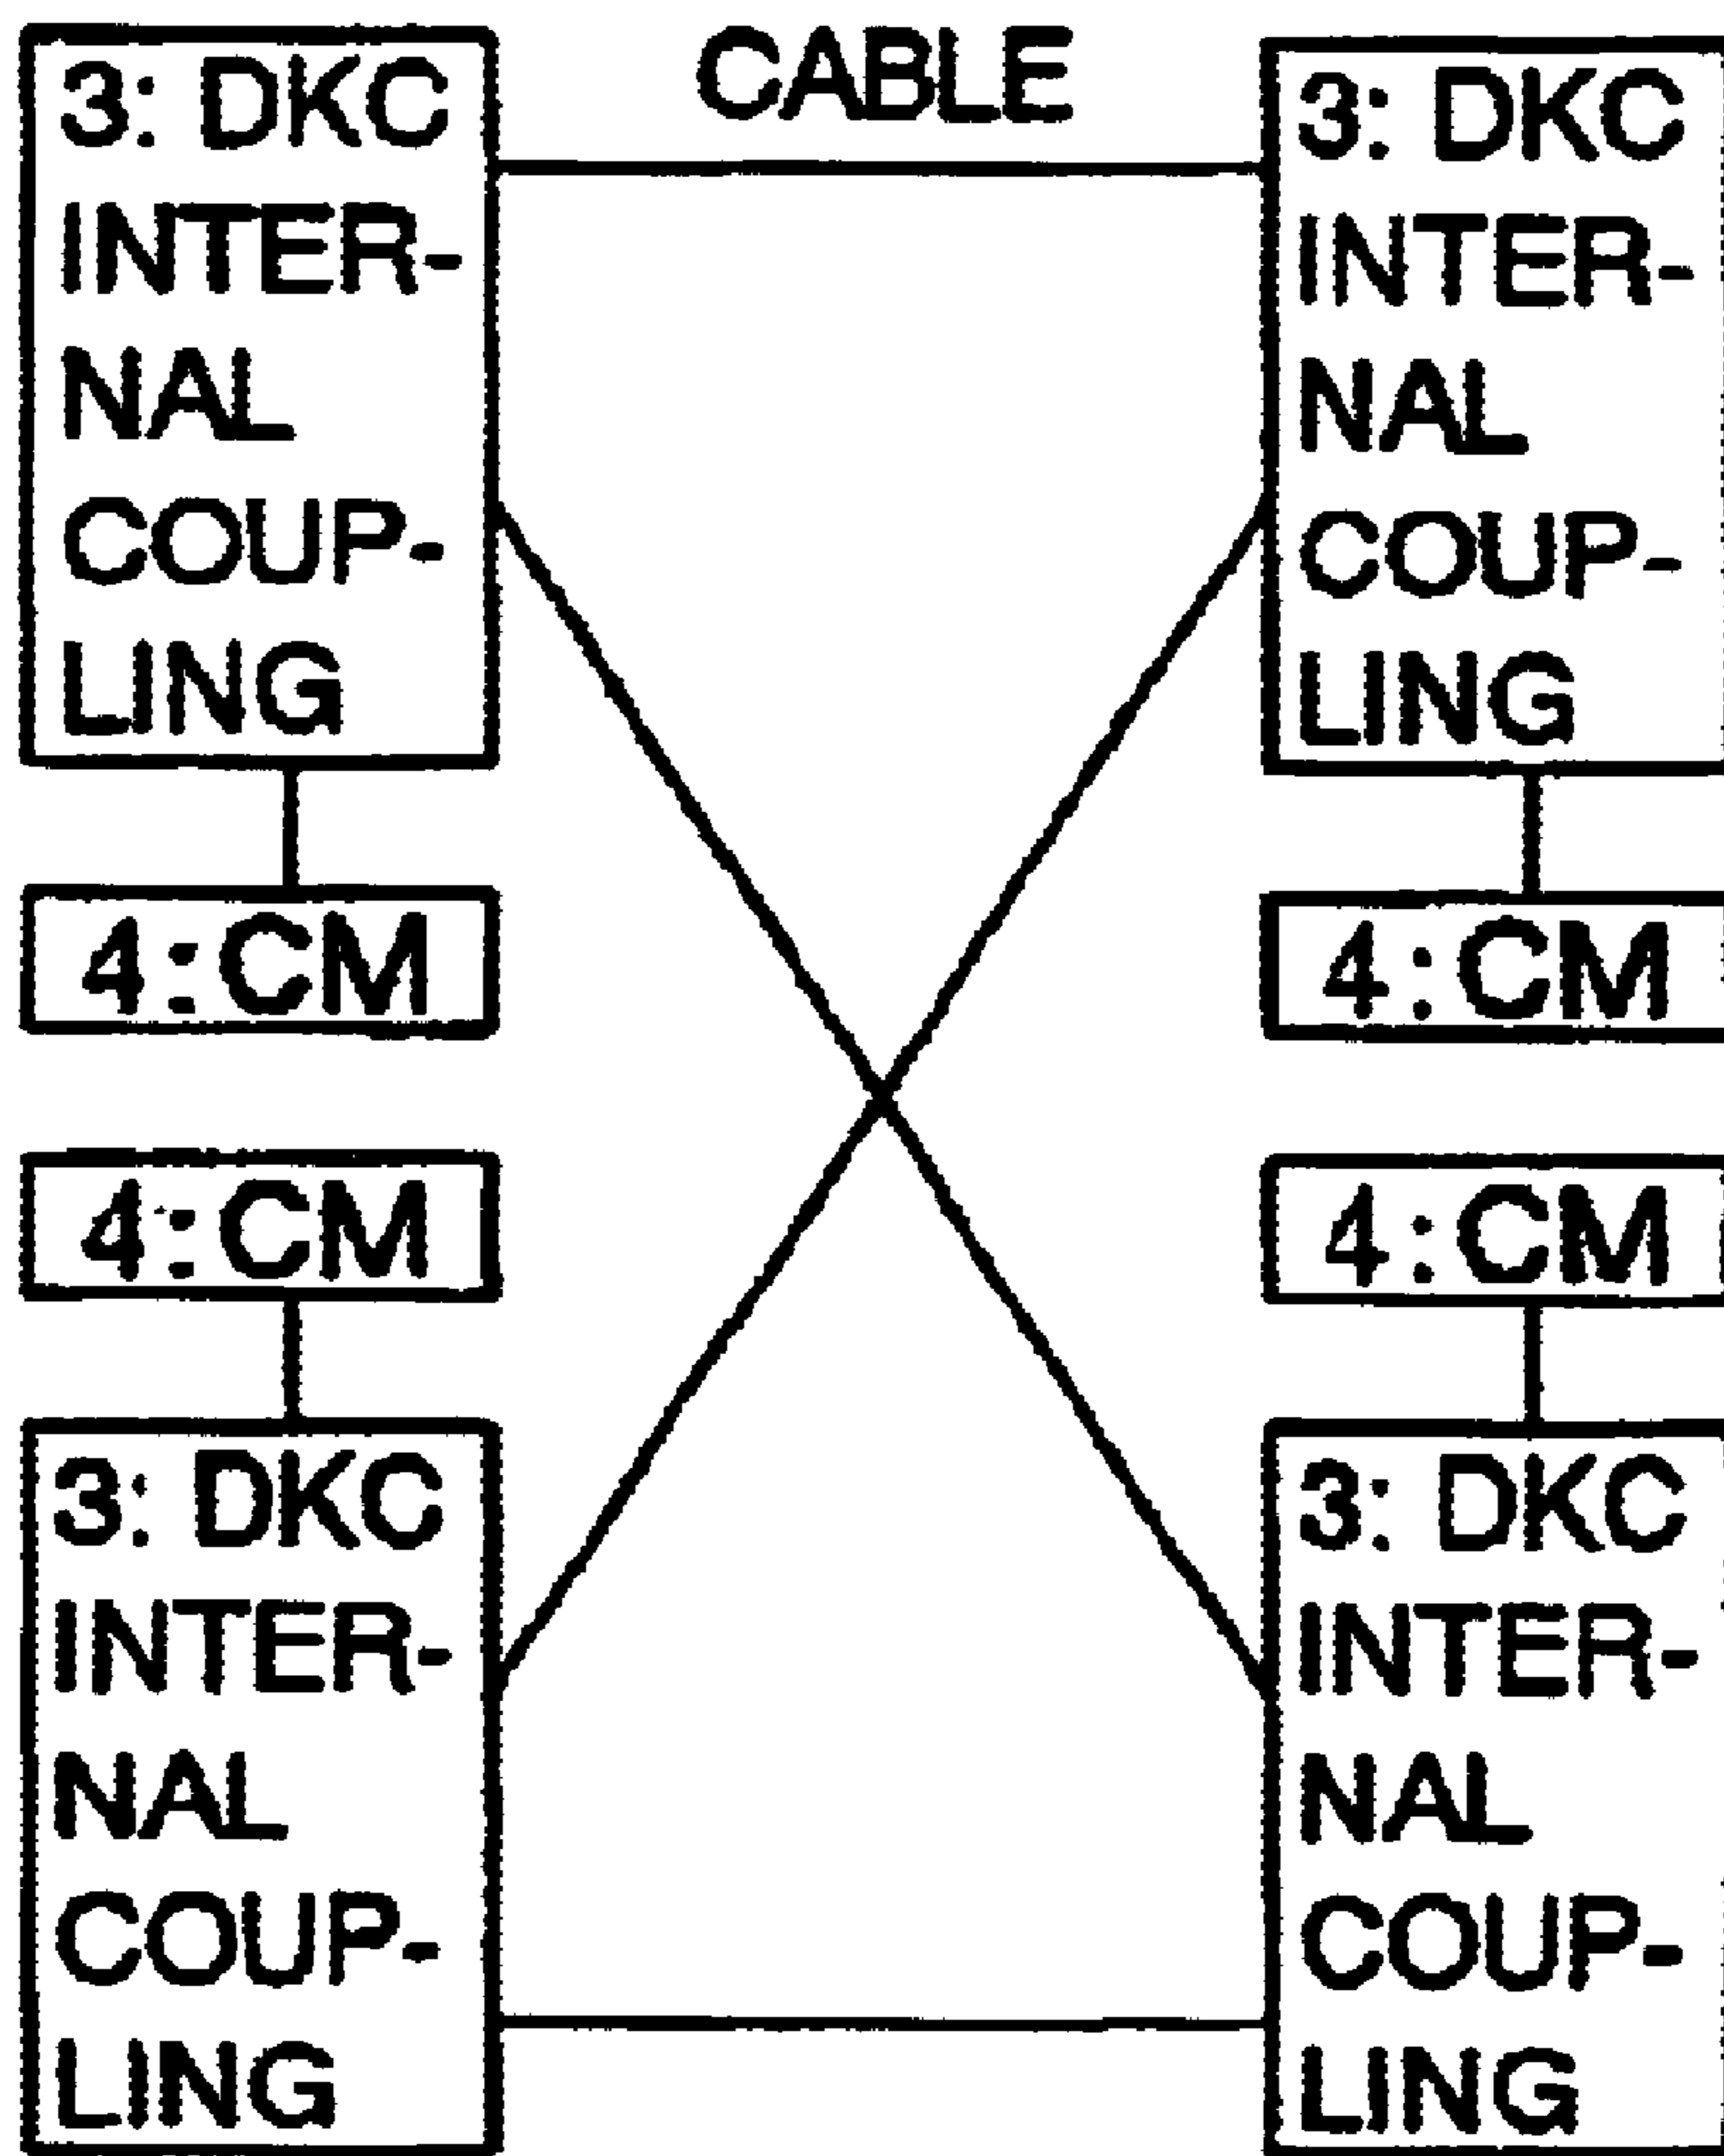 CABLE
3: DKC
INTER-
NAL
COUP-
LING
3: DKC
INTER-
NAL
COUP-
LING
4:CM
4:CM
4:CM
4:CM
3: DKC
INTER-
NAL
COUP-
LING
3: DKC
INTER-
NAL
COUP-
LING